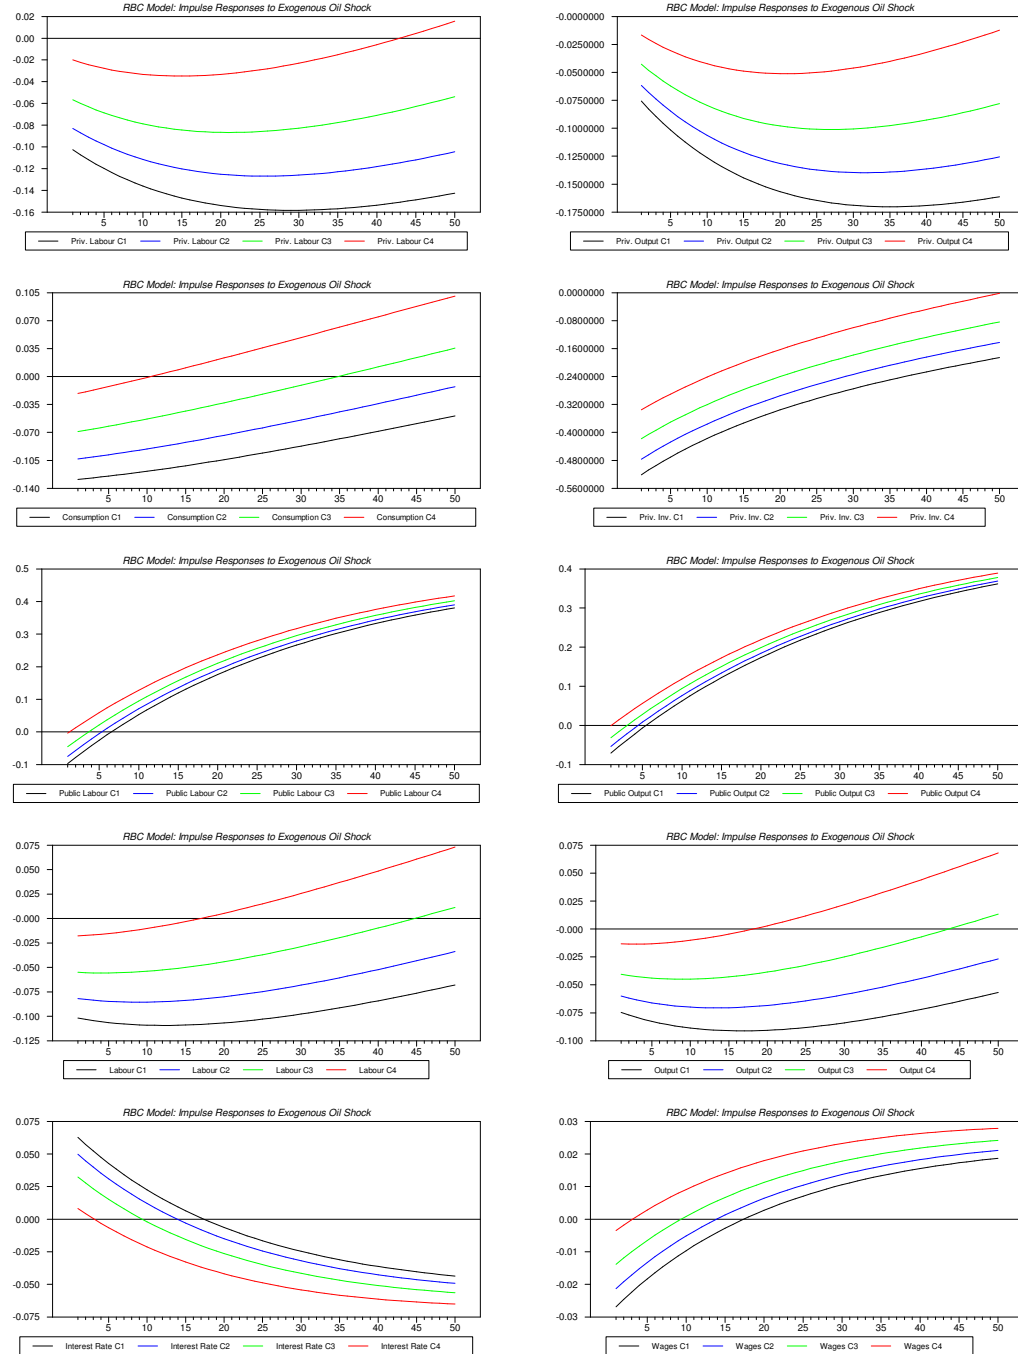 RBC Model: Impulse Responses to Exogenous Oil Shock
0.02
0.00
-0.02
-0.04
-0.06
-0.08
-0.10
-0.12
-0.14
-0.16
5 10 15 20 25 30 35 40 45 50
Priv. Labour C1 Priv. Labour C2 Priv. Labour C3 Priv. Labour C4
RBC Model: Impulse Responses to Exogenous Oil Shock
-0.0000000
-0.0250000
-0.0500000
-0.0750000
-0.1000000
-0.1250000
-0.1500000
-0.1750000
5 10 15 20 25 30 35 40 45 50
Priv. Output C1 Priv. Output C2 Priv. Output C3 Priv. Output C4
RBC Model: Impulse Responses to Exogenous Oil Shock
0.105
0.070
0.035
0.000
-0.035
-0.070
-0.105
-0.140
5 10 15 20 25 30 35 40 45 50
Consumption C1 Consumption C2 Consumption C3 Consumption C4
RBC Model: Impulse Responses to Exogenous Oil Shock
0.0000000
-0.0800000
-0.1600000
-0.2400000
-0.3200000
-0.4000000
-0.4800000
-0.5600000
5 10 15 20 25 30 35 40 45 50
Priv. Inv. C1 Priv. Inv. C2 Priv. Inv. C3 Priv. Inv. C4
RBC Model: Impulse Responses to Exogenous Oil Shock
0.5
0.4
0.3
0.2
0.1
0.0
-0.1
5 10 15 20 25 30 35 40 45 50
Public Labour C1 Public Labour C2 Public Labour C3 Public Labour C4
RBC Model: Impulse Responses to Exogenous Oil Shock
0.4
0.3
0.2
0.1
0.0
-0.1
5 10 15 20 25 30 35 40 45 50
Public Output C1 Public Output C2 Public Output C3 Public Output C4
RBC Model: Impulse Responses to Exogenous Oil Shock
0.075
0.050
0.025
-0.000
-0.025
-0.050
-0.075
-0.100
-0.125
5 10 15 20 25 30 35 40 45 50
Labour C1 Labour C2 Labour C3 Labour C4
RBC Model: Impulse Responses to Exogenous Oil Shock
0.075
0.050
0.025
-0.000
-0.025
-0.050
-0.075
-0.100
5 10 15 20 25 30 35 40 45 50
Output C1 Output C2 Output C3 Output C4
RBC Model: Impulse Responses to Exogenous Oil Shock
0.075
0.050
0.025
0.000
-0.025
-0.050
-0.075
5 10 15 20 25 30 35 40 45 50
Interest Rate C1 Interest Rate C2 Interest Rate C3 Interest Rate C4
RBC Model: Impulse Responses to Exogenous Oil Shock
0.03
0.02
0.01
0.00
-0.01
-0.02
-0.03
5 10 15 20 25 30 35 40 45 50
Wages C1 Wages C2 Wages C3 Wages C4